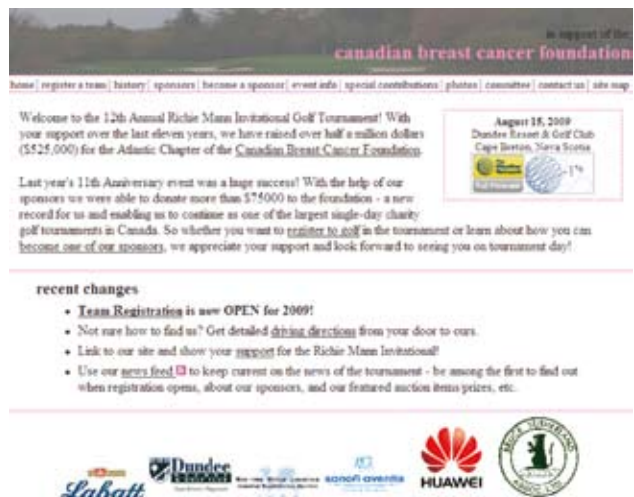 in support of the
canadian breast cancer foundation
home | register a team | history | sponsors | become a sponsor | event info | special contributions | photos | committee | contact us | site map
Welcome to the 12th Annual Richie Mann Invitational Golf Tournament! With
your support over the last eleven years, we have raised over half a million dollars
($525,000) for the Atlantic Chapter of the Canadian Breast Cancer Foundation.
August 15, 2009
Dundee Resort & Golf Club
Cape Breton, Nova Scotia
Last year's 11th Anniversary event was a huge success! With the help of our
sponsors we were able to donate more than $75000 to the foundation - a new
record for us and enabling us to continue as one of the largest single-day charity
golf tournaments in Canada. So whether you want to register to golf in the tournament or learn about how you can
become one of our sponsors, we appreciate your support and look forward to seeing you on tournament day!
recent changes
• Team Registration is now OPEN for 2009!
• Not sure how to find us? Get detailed driving directions from your door to ours.
• Link to our site and show your support for the Richie Mann Invitational!
• Use our news feed to keep current on the news of the tournament - be among the first to find out
when registration opens, about our sponsors, and our featured auction items prizes, etc.
Labatt
Dundee
sanofi aventis
HUAWEI